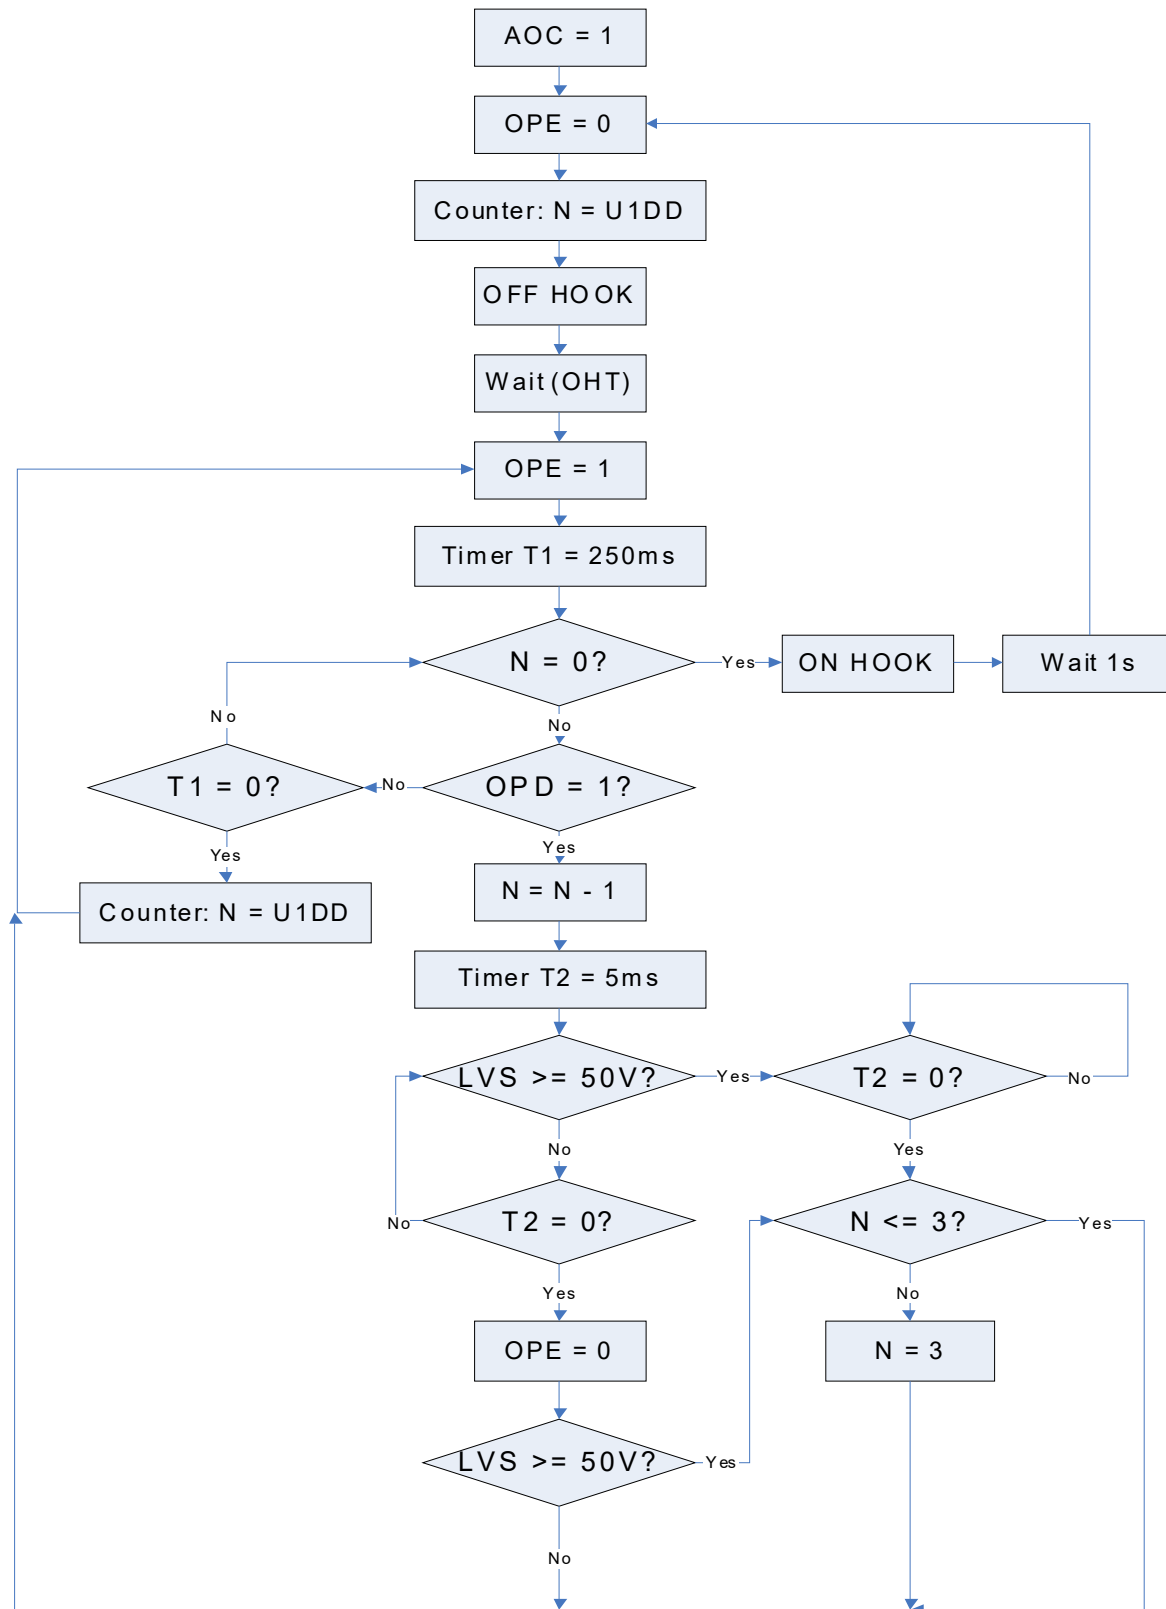 AOC = 1
OPE = 0
Counter: N = U1DD
OFF HOOK
Wait (OHT)
OPE = 1
Timer T1 = 250ms
N = 0?
Yes
ON HOOK
Wait 1s
No
No
T1 = 0?
No
OPD = 1?
Yes
Yes
Counter: N = U1DD
N = N - 1
Timer T2 = 5ms
LVS >= 50V?
Yes
T2 = 0?
No
No
Yes
No
T2 = 0?
N <= 3?
Yes
Yes
No
OPE = 0
N = 3
LVS >= 50V?
Yes
No